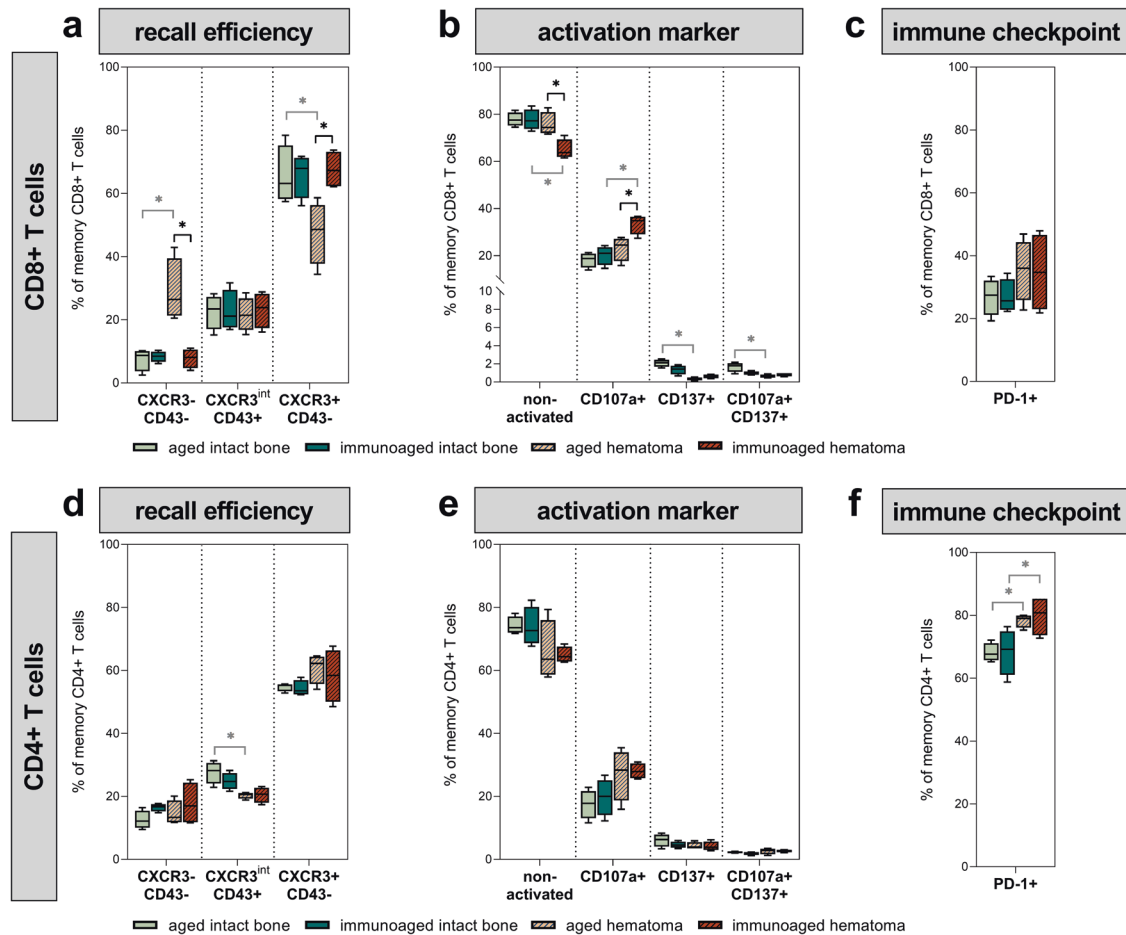 a
recall efficiency
b
activation marker
c
immune checkpoint
CD8+ T cells
% of memory CD8+ T cells
100
80
60
40
20
0
*
*
*
*
CXCR3-
CD43-
CXCR3int
CD43+
CXCR3+
CD43-
% of memory CD8+ T cells
100
80
60
40
20
10
8
6
4
2
0
*
*
*
*
*
*
non-
activated
CD107a+
CD137+
CD107a+
CD137+
% of memory CD8+ T cells
100
80
60
40
20
0
PD-1+
aged intact bone immunoaged intact bone aged hematoma immunoaged hematoma
d
recall efficiency
e
activation marker
f
immune checkpoint
CD4+ T cells
% of memory CD4+ T cells
100
80
60
40
20
0
*
CXCR3-
CD43-
CXCR3int
CD43+
CXCR3+
CD43-
% of memory CD4+ T cells
100
80
60
40
20
0
non-
activated
CD107a+
CD137+
CD107a+
CD137+
% of memory CD4+ T cells
100
80
60
40
20
0
*
*
PD-1+
aged intact bone immunoaged intact bone aged hematoma immunoaged hematoma